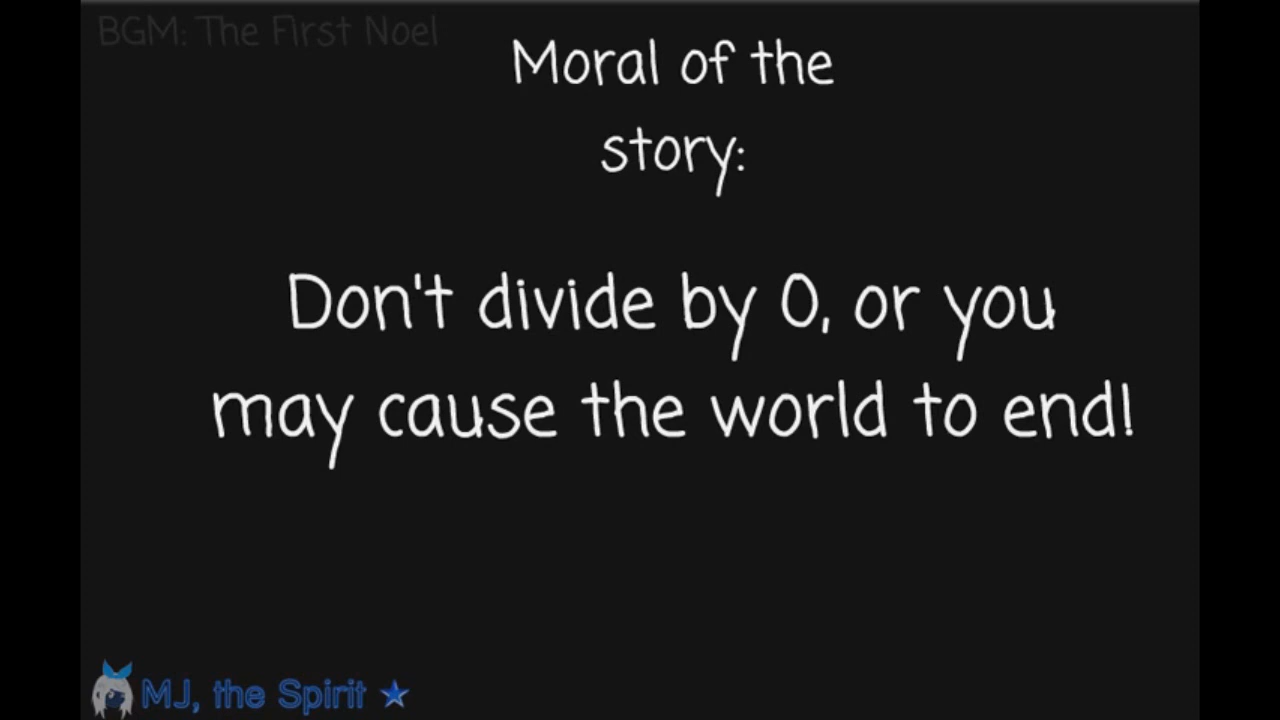 BGM: The First Noel
Moral of the
story:
Don't divide by 0, or you
may cause the world to end!
MJ, the Spirit